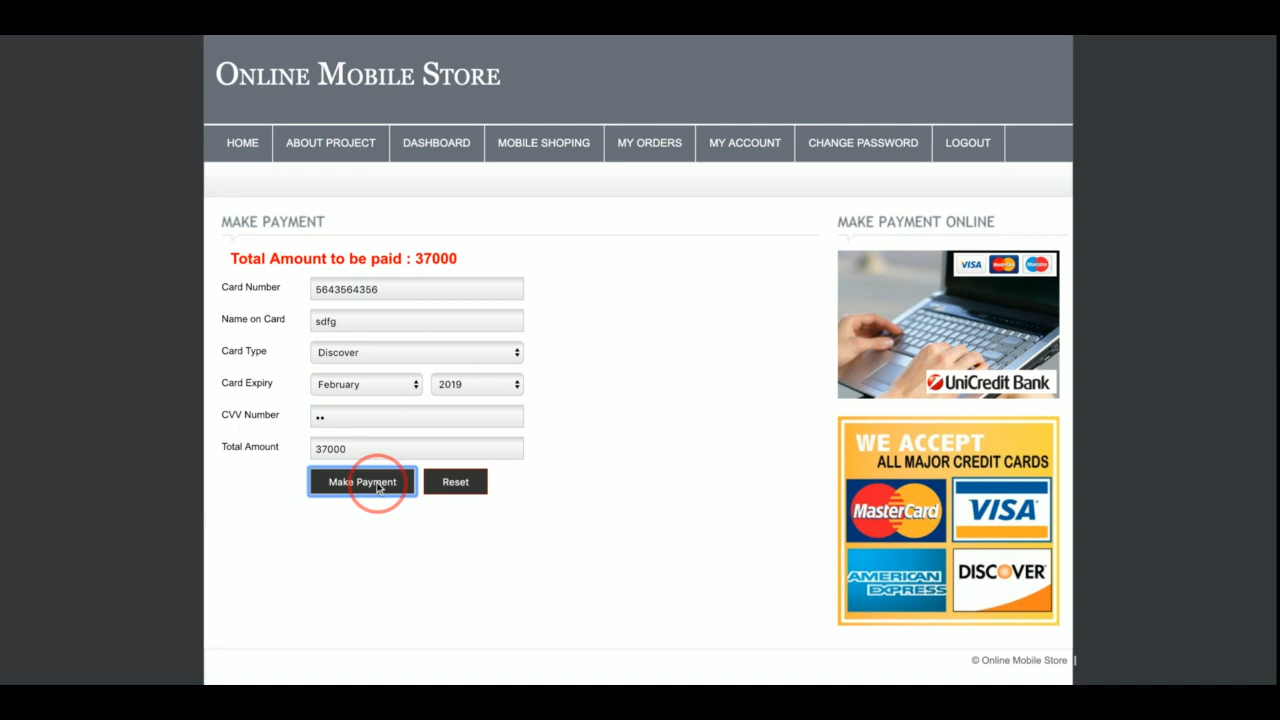 ONLINE MOBILE STORE
HOME ABOUT PROJECT DASHBOARD MOBILE SHOPING MY ORDERS MY ACCOUNT CHANGE PASSWORD LOGOUT
MAKE PAYMENT
Total Amount to be paid : 37000
Card Number 5643564356
Name on Card sdfg
Card Type Discover
Card Expiry February 2019
CVV Number ••
Total Amount 37000
Make Payment Reset
MAKE PAYMENT ONLINE
VISA MasterCard Maestro
UniCredit Bank
WE ACCEPT
ALL MAJOR CREDIT CARDS
MasterCard VISA
AMERICAN EXPRESS DISCOVER
© Online Mobile Store